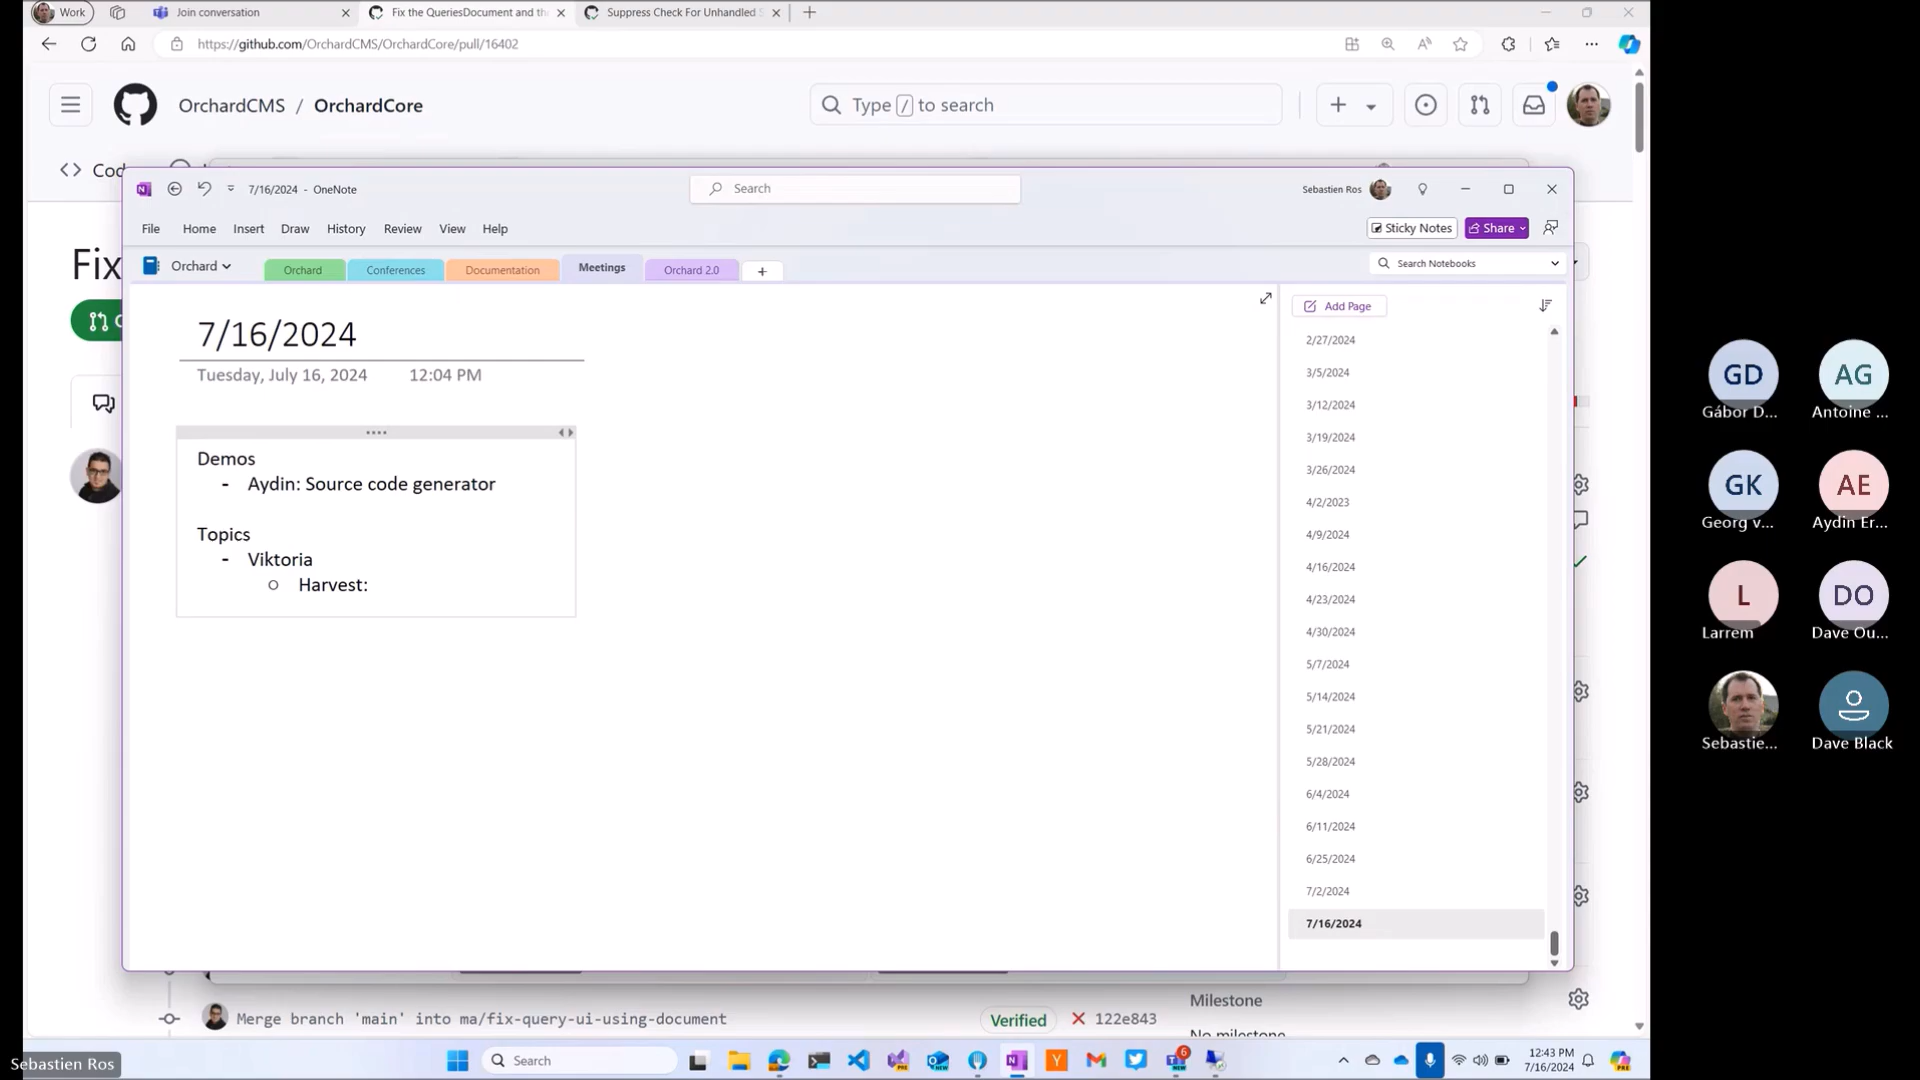 Work
Join conversation
Fix the QueriesDocument and the
Suppress Check For Unhandled S
https://github.com/OrchardCMS/OrchardCore/pull/16402
OrchardCMS / OrchardCore
Type / to search
Cod
Fix
7/16/2024 - OneNote
Search
Sebastien Ros
File Home Insert Draw History Review View Help
Sticky Notes
Share
Orchard
Orchard
Conferences
Documentation
Meetings
Orchard 2.0
Search Notebooks
7/16/2024
Tuesday, July 16, 2024 12:04 PM
Demos
- Aydin: Source code generator
Topics
- Viktoria
○ Harvest:
Add Page
2/27/2024
3/5/2024
3/12/2024
3/19/2024
3/26/2024
4/2/2023
4/9/2024
4/16/2024
4/23/2024
4/30/2024
5/7/2024
5/14/2024
5/21/2024
5/28/2024
6/4/2024
6/11/2024
6/25/2024
7/2/2024
7/16/2024
GD
Gábor D...
AG
Antoine ...
GK
Georg v...
AE
Aydin Er...
L
Larrem
DO
Dave Ou...
Sebastie...
Dave Black
Milestone
Merge branch 'main' into ma/fix-query-ui-using-document
Verified
122e843
No milestone
Sebastien Ros
Search
6
12:43 PM
7/16/2024